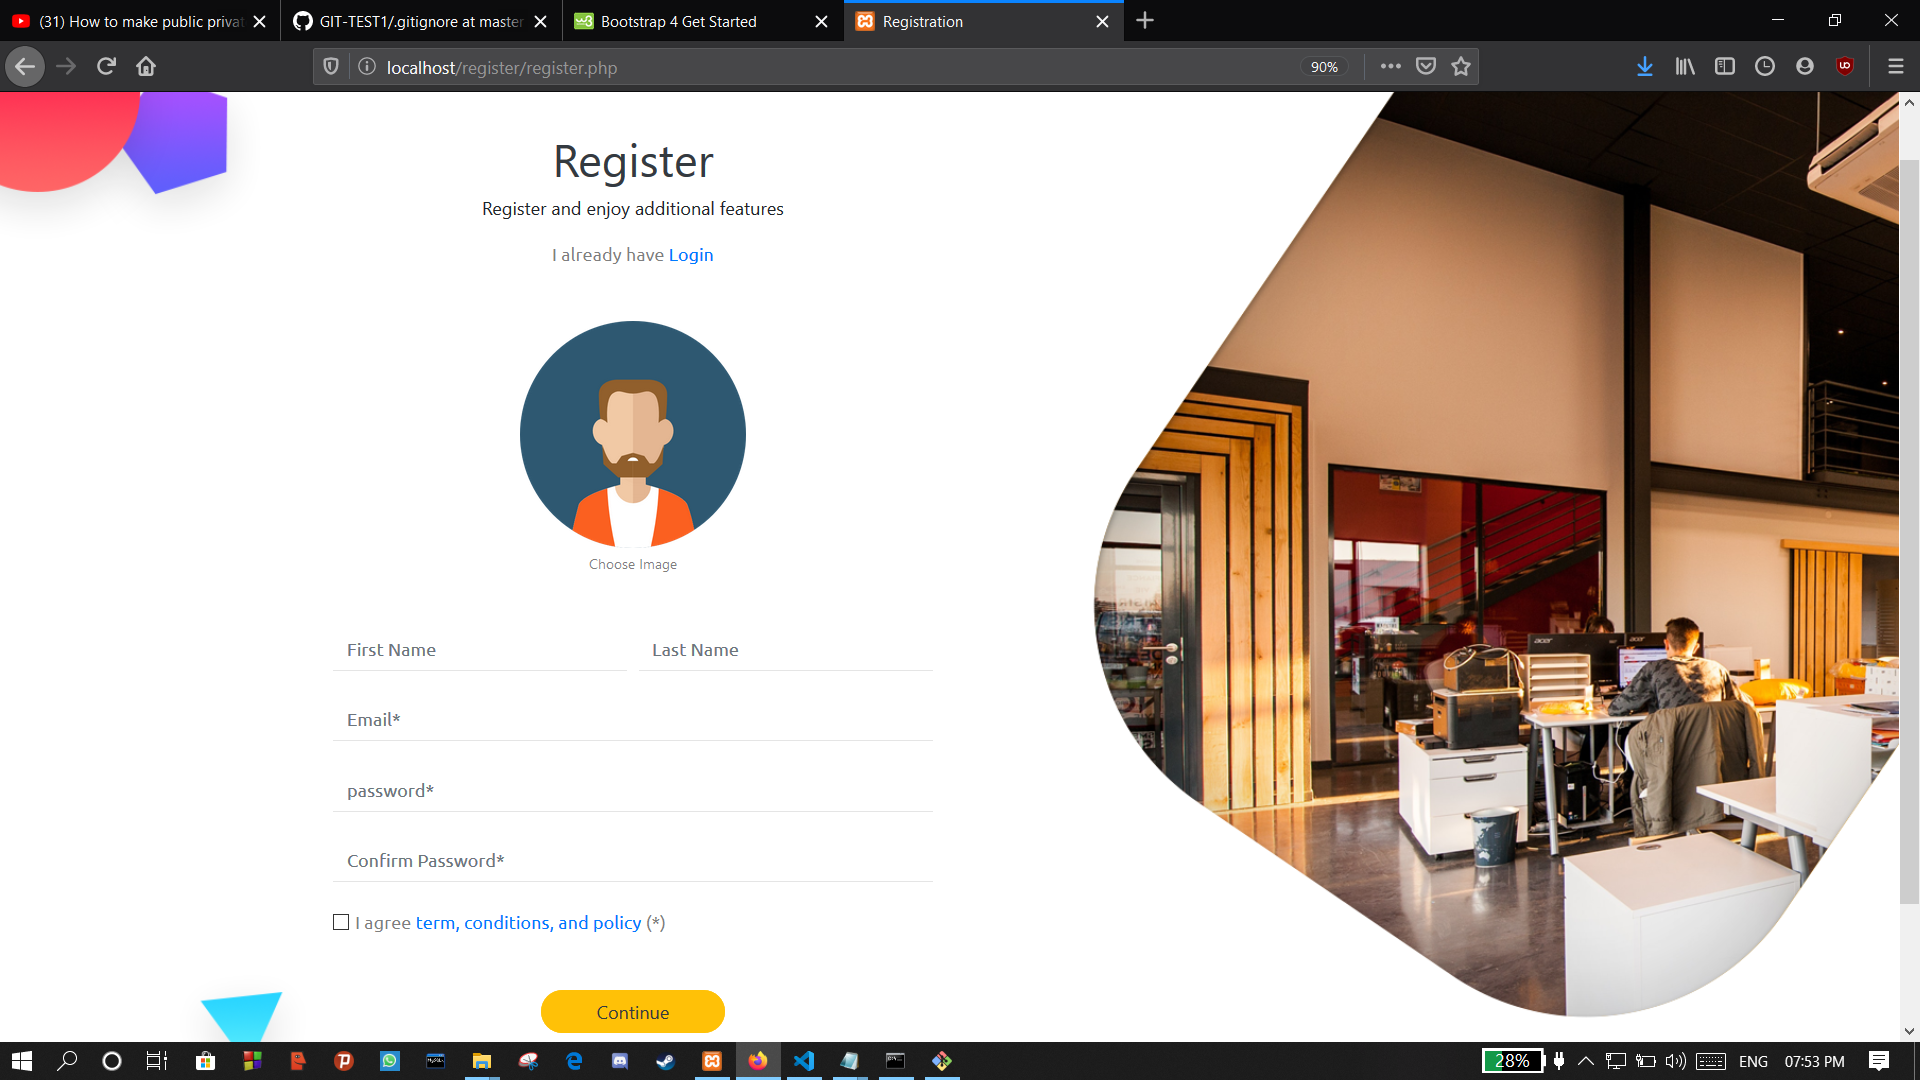 (31) How to make public privat
GIT-TEST1/.gitignore at master
Bootstrap 4 Get Started
Registration
localhost/register/register.php
90%
Register
Register and enjoy additional features
I already have Login
Choose Image
First Name
Last Name
Email*
password*
Confirm Password*
I agree term, conditions, and policy (*)
Continue
acer
acer
28%
ENG
07:53 PM